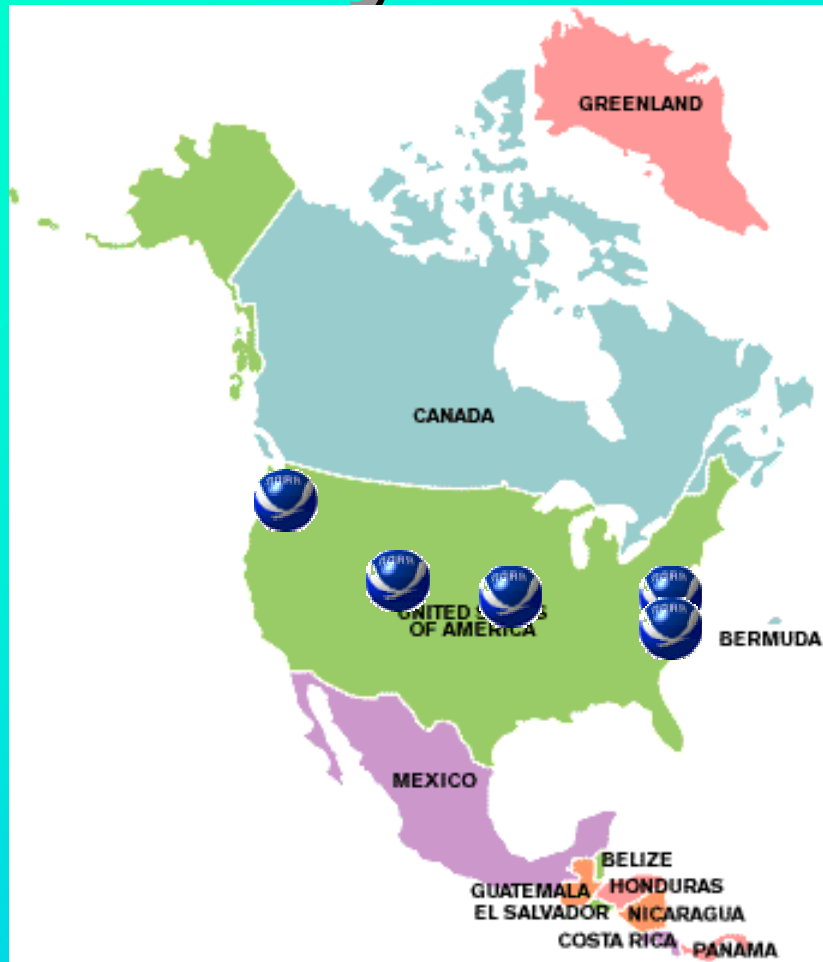 GREENLAND
CANADA
UNITED S S
OF AMERICA
BERMUDA
MEXICO
BELIZE
GUATEMALA
HONDURAS
EL SALVADOR
NICARAGUA
COSTA RICA
PANAMA